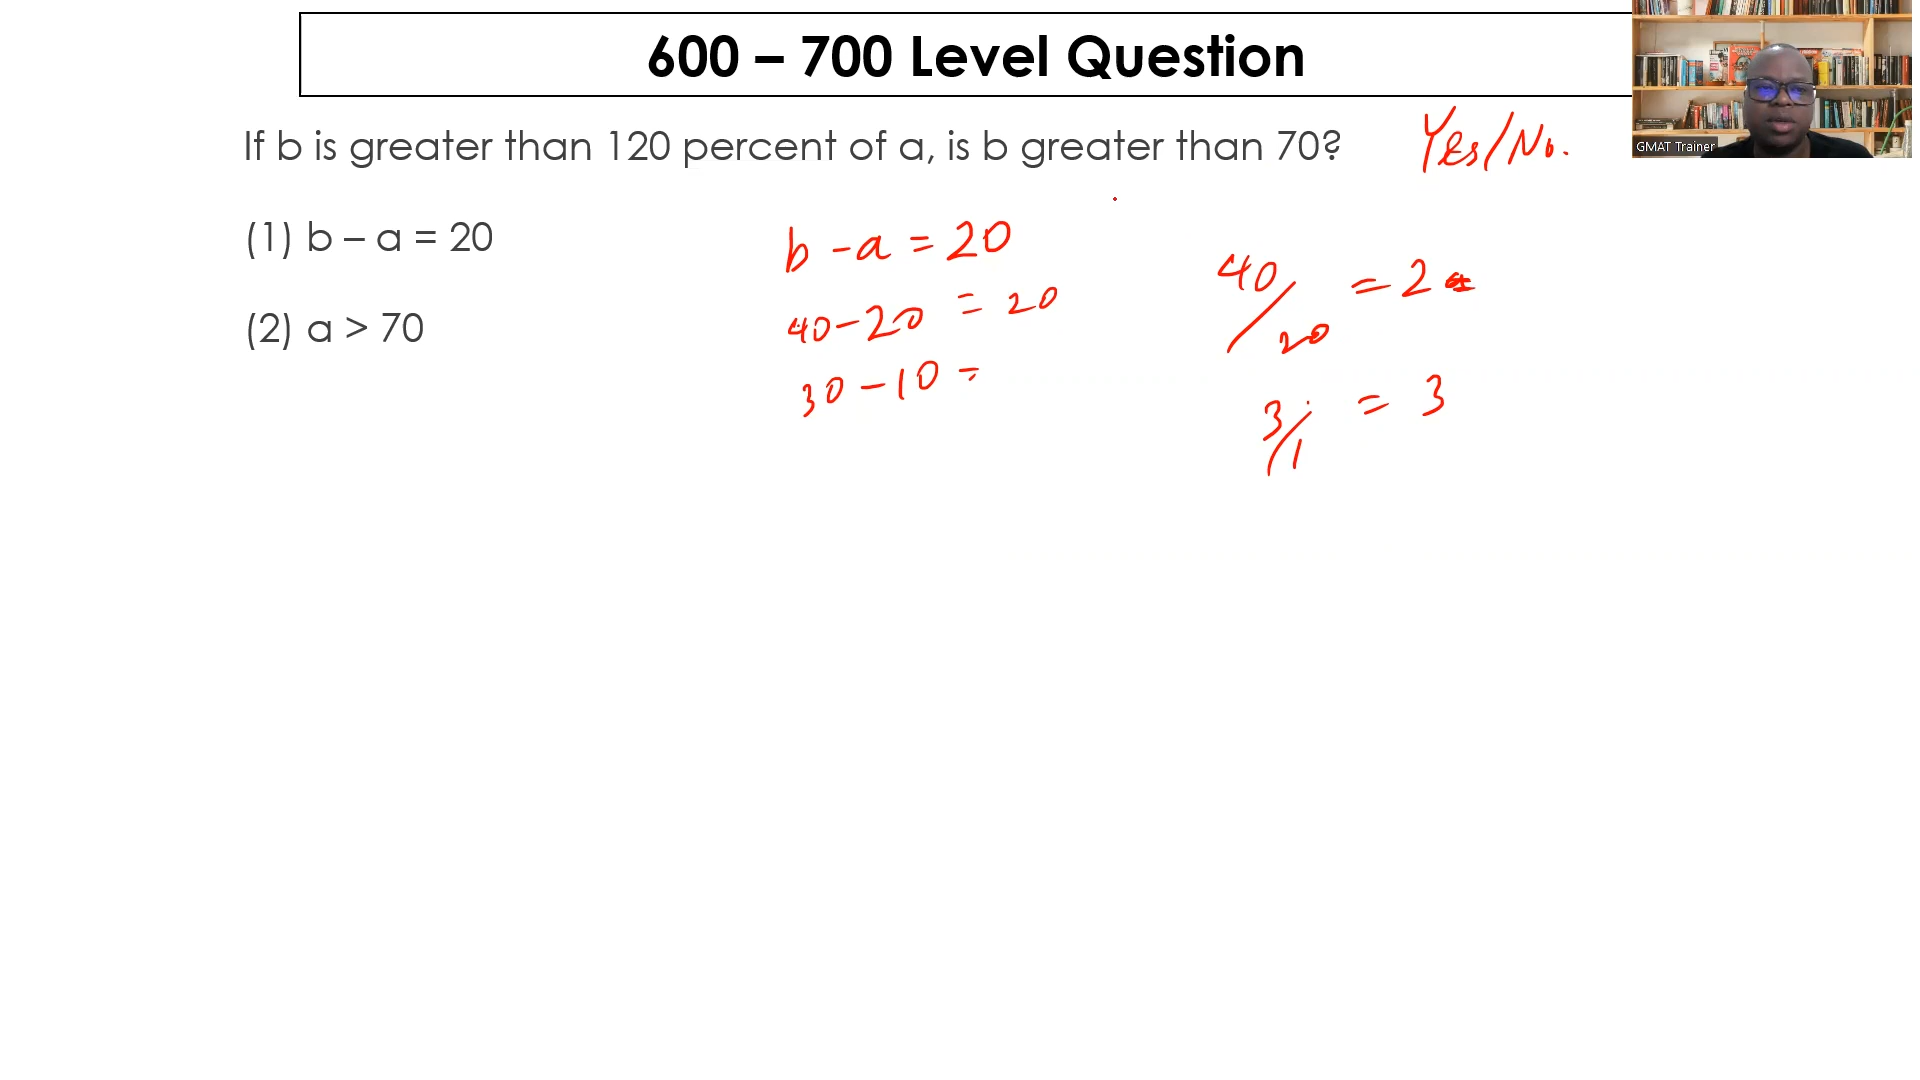 600 – 700 Level Question
If b is greater than 120 percent of a, is b greater than 70?
Yes/No.
GMAT Trainer
(1) b – a = 20
(2) a > 70
b - a = 20
40 - 20 = 20
30 - 10 =
40/20 = 2
3/1 = 3